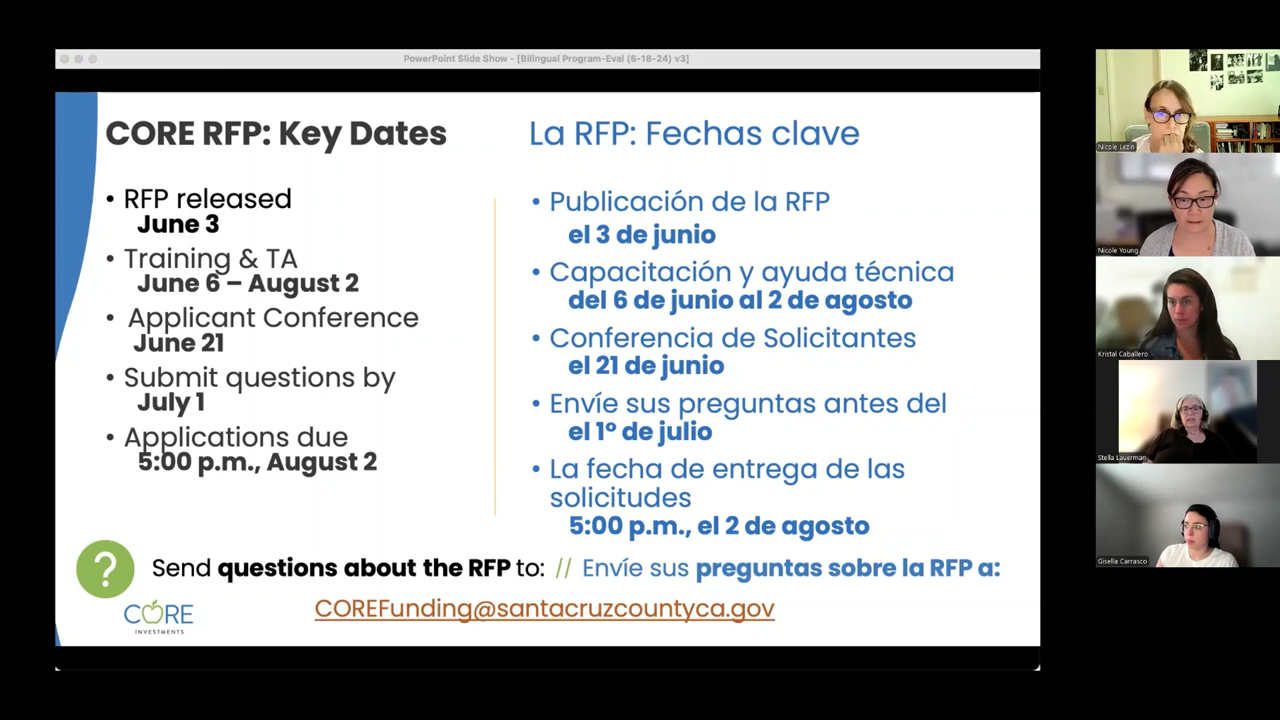 PowerPoint Slide Show - [Bilingual Program-Eval (6-18-24) v3]
CORE RFP: Key Dates
• RFP released
June 3
• Training & TA
June 6 – August 2
• Applicant Conference
June 21
• Submit questions by
July 1
• Applications due
5:00 p.m., August 2
La RFP: Fechas clave
• Publicación de la RFP
el 3 de junio
• Capacitación y ayuda técnica
del 6 de junio al 2 de agosto
• Conferencia de Solicitantes
el 21 de junio
• Envíe sus preguntas antes del
el 1° de julio
• La fecha de entrega de las
solicitudes
5:00 p.m., el 2 de agosto
?
Send questions about the RFP to: // Envíe sus preguntas sobre la RFP a:
COREFunding@santacruzcountyca.gov
CORE
INVESTMENTS
Nicole Lezin
Nicole Young
Kristal Caballero
Stella Lauerman
Gisella Carrasco